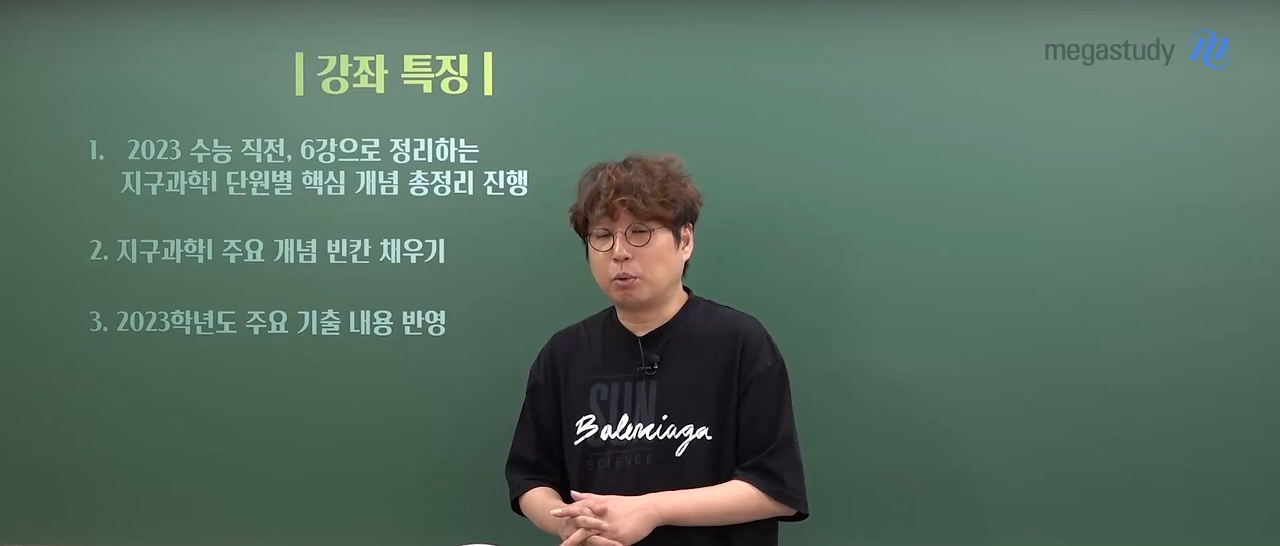 megastudy
| 강좌 특징 |
1. 2023 수능 직전, 6강으로 정리하는
지구과학I 단원별 핵심 개념 총정리 진행
2. 지구과학I 주요 개념 빈칸 채우기
3. 2023학년도 주요 기출 내용 반영
SUN
Balenciaga
SCIENCE